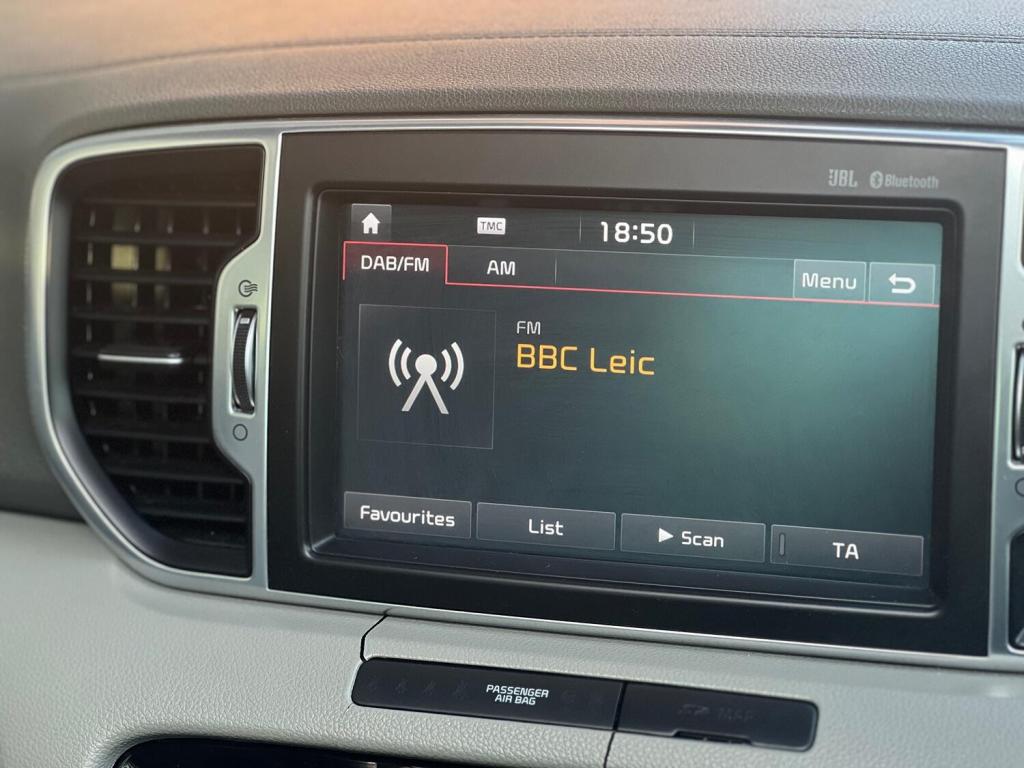 JBL Bluetooth
TMC 18:50
DAB/FM AM Menu
FM
BBC Leic
Favourites List Scan TA
PASSENGER
AIR BAG
MAP